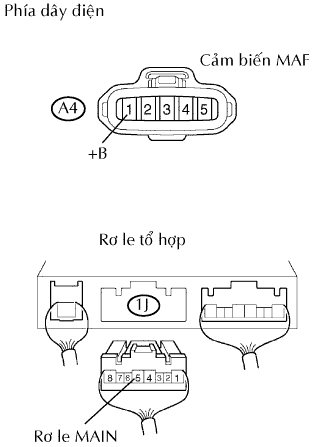 Phía dây điện
Cảm biến MAF
A4
1 2 3 4 5
+B
Rơ le tổ hợp
1J
8 7 6 5 4 3 2 1
Rơ le MAIN